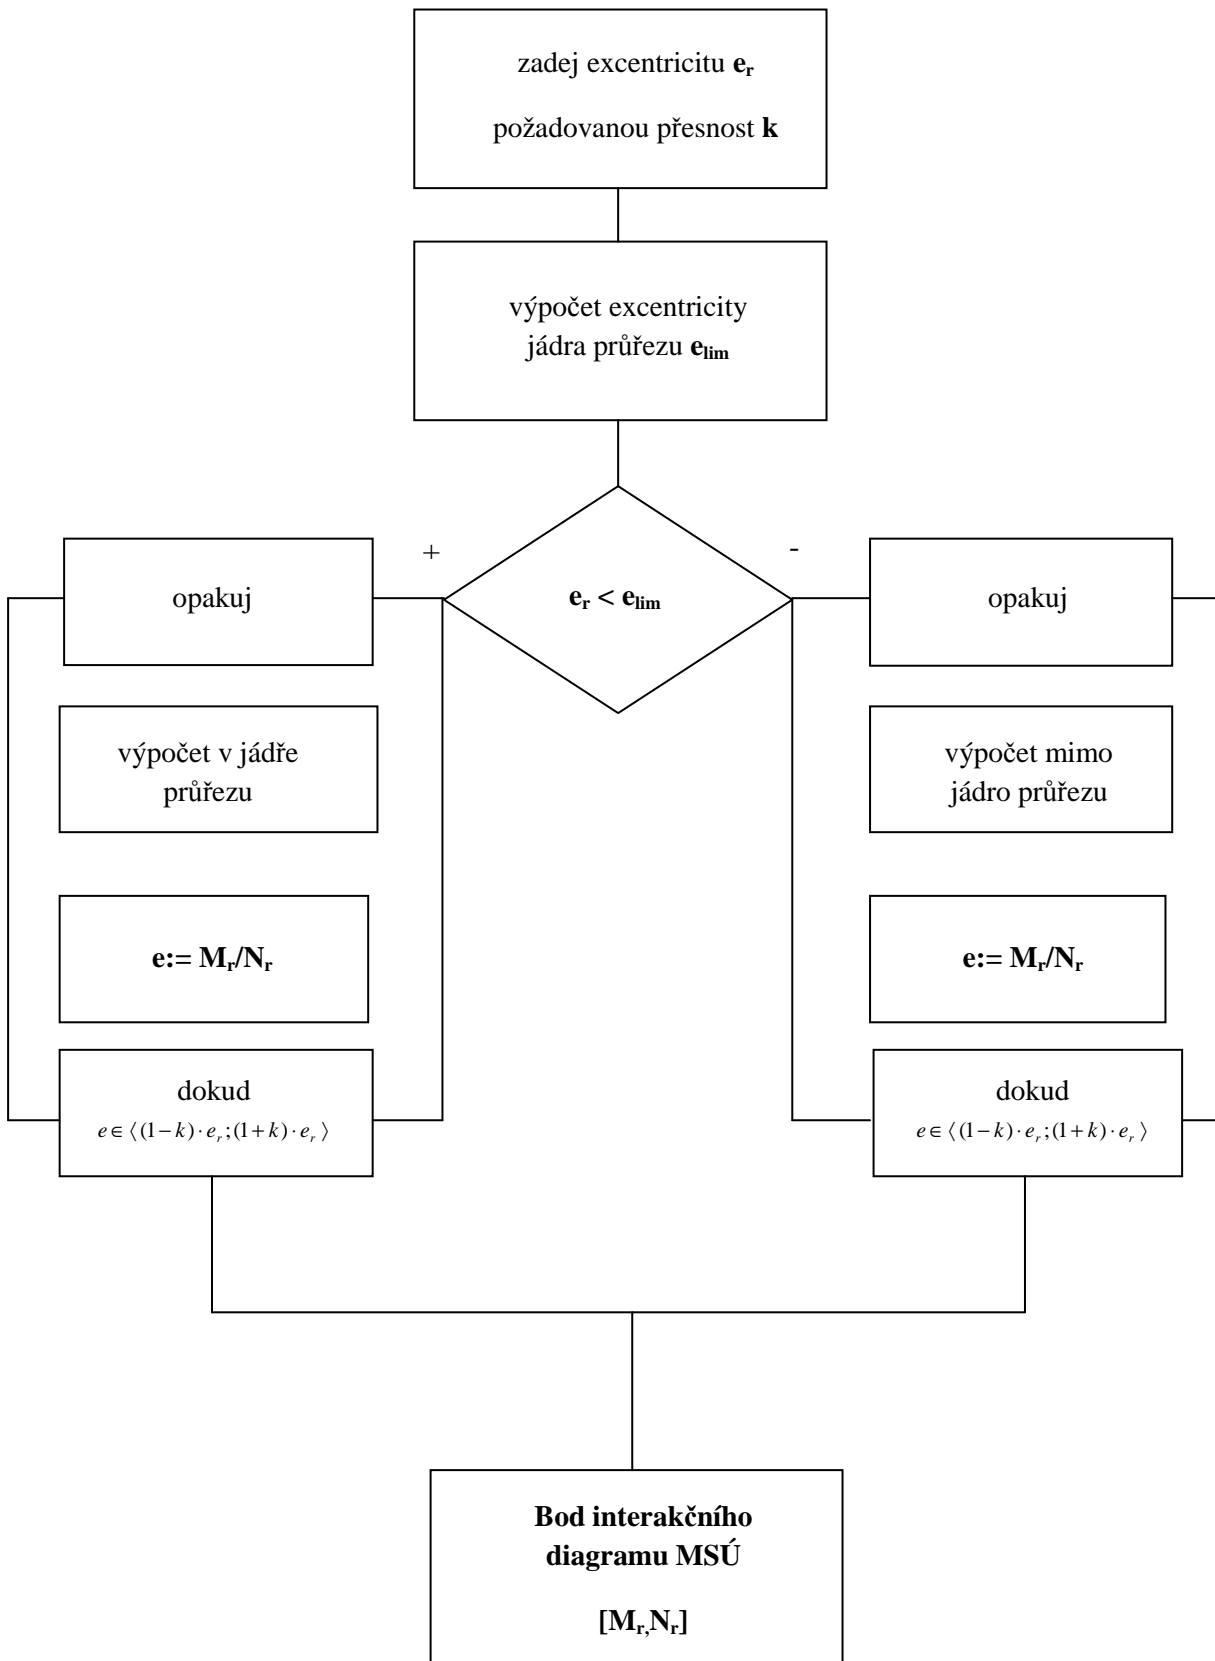 zadej excentricitu e_r
požadovanou přesnost k
výpočet excentricity
jádra průřezu e_lim
+
-
opakuj
e_r < e_lim
opakuj
výpočet v jádře
průřezu
výpočet mimo
jádro průřezu
e:= M_r/N_r
e:= M_r/N_r
dokud
e ∈ ⟨(1−k)·e_r;(1+k)·e_r⟩
dokud
e ∈ ⟨(1−k)·e_r;(1+k)·e_r⟩
Bod interakčního
diagramu MSÚ
[M_r,N_r]